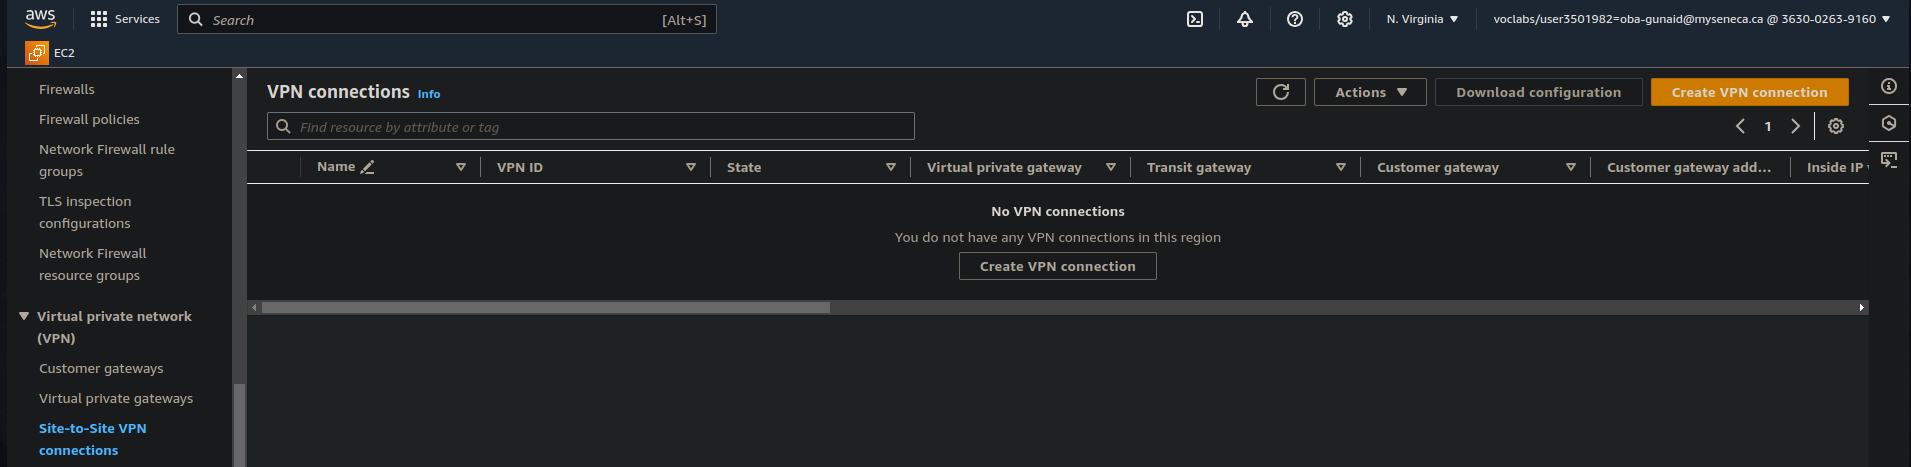 aws
Services
Search
[Alt+S]
N. Virginia
voclabs/user3501982=oba-gunaid@myseneca.ca @ 3630-0263-9160
EC2
Firewalls
Firewall policies
Network Firewall rule
groups
TLS inspection
configurations
Network Firewall
resource groups
Virtual private network
(VPN)
Customer gateways
Virtual private gateways
Site-to-Site VPN
connections
VPN connections
Info
Actions
Download configuration
Create VPN connection
Find resource by attribute or tag
1
Name
VPN ID
State
Virtual private gateway
Transit gateway
Customer gateway
Customer gateway add...
Inside IP
No VPN connections
You do not have any VPN connections in this region
Create VPN connection